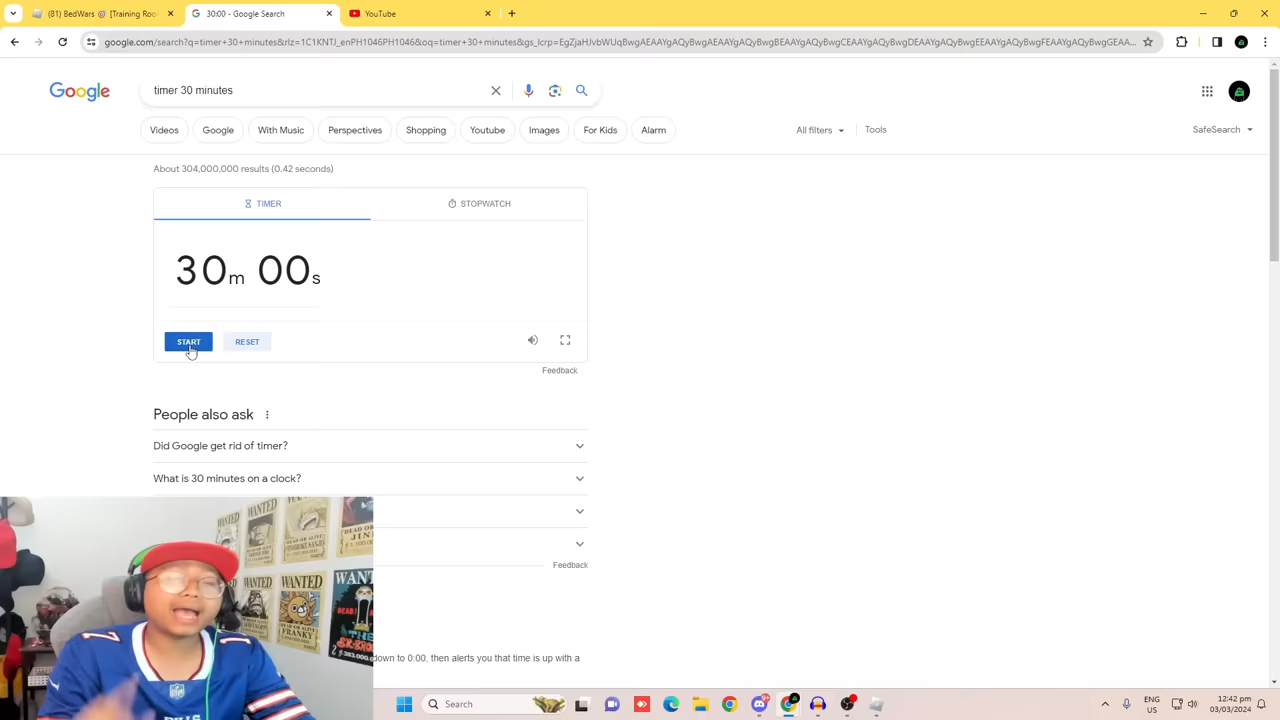 (81) BedWars ⚔️ [Training Roo
30:00 - Google Search
YouTube
google.com/search?q=timer+30+minutes&rlz=1C1KNTJ_enPH1046PH1046&oq=timer+30+minutes&gs_lcrp=
Google
timer 30 minutes
Videos
Google
With Music
Perspectives
Shopping
Youtube
Images
For Kids
Alarm
All filters
Tools
SafeSearch
About 304,000,000 results (0.42 seconds)
TIMER
STOPWATCH
30m 00s
START
RESET
Feedback
People also ask
Did Google get rid of timer?
What is 30 minutes on a clock?
Feedback
down to 0:00, then alerts you that time is up with a
WANTED
WANTED
WANTED
WANTED
WANTED
FRANKY
Search
ENG
US
12:42 pm
03/03/2024